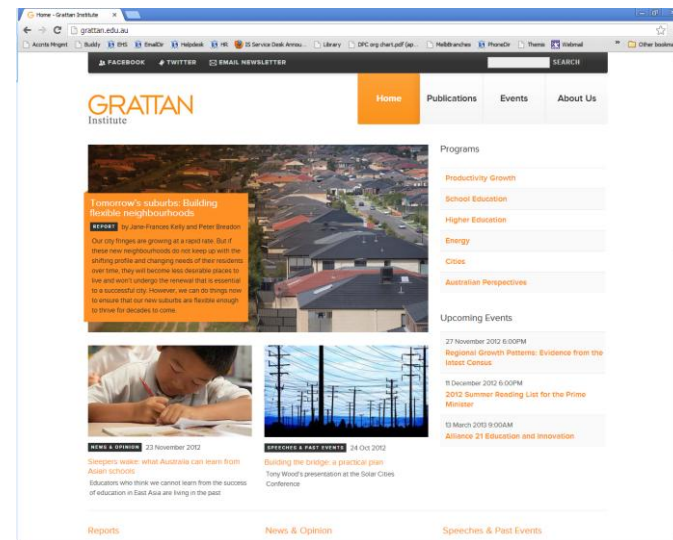 Home - Grattan Institute
grattan.edu.au
Accnts Mngmt Buddy EHS EmailDir Helpdesk HR IS Service Desk Annou... Library DPC org chart.pdf (ap... MelbBranches PhoneDir Themis Webmail » Other bookma
FACEBOOK TWITTER EMAIL NEWSLETTER SEARCH
GRATTAN
Institute
Home Publications Events About Us
Tomorrow's suburbs: Building
flexible neighbourhoods
REPORT by Jane-Frances Kelly and Peter Breadon
Our city fringes are growing at a rapid rate. But if
these new neighbourhoods do not keep up with the
shifting profile and changing needs of their residents
over time, they will become less desirable places to
live and won't undergo the renewal that is essential
to a successful city. However, we can do things now
to ensure that our new suburbs are flexible enough
to thrive for decades to come.
Programs
Productivity Growth
School Education
Higher Education
Energy
Cities
Australian Perspectives
Upcoming Events
27 November 2012 6:00PM
Regional Growth Patterns: Evidence from the
latest Census
11 December 2012 6:00PM
2012 Summer Reading List for the Prime
Minister
13 March 2013 9:00AM
Alliance 21 Education and Innovation
NEWS & OPINION 23 November 2012
Sleepers wake: what Australia can learn from
Asian schools
Educators who think we cannot learn from the success
of education in East Asia are living in the past
SPEECHES & PAST EVENTS 24 Oct 2012
Building the bridge: a practical plan
Tony Wood's presentation at the Solar Cities
Conference
Reports News & Opinion Speeches & Past Events